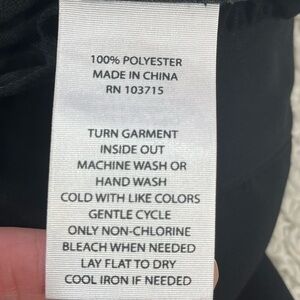 100% POLYESTER
MADE IN CHINA
RN 103715
TURN GARMENT
INSIDE OUT
MACHINE WASH OR
HAND WASH
COLD WITH LIKE COLORS
GENTLE CYCLE
ONLY NON-CHLORINE
BLEACH WHEN NEEDED
LAY FLAT TO DRY
COOL IRON IF NEEDED